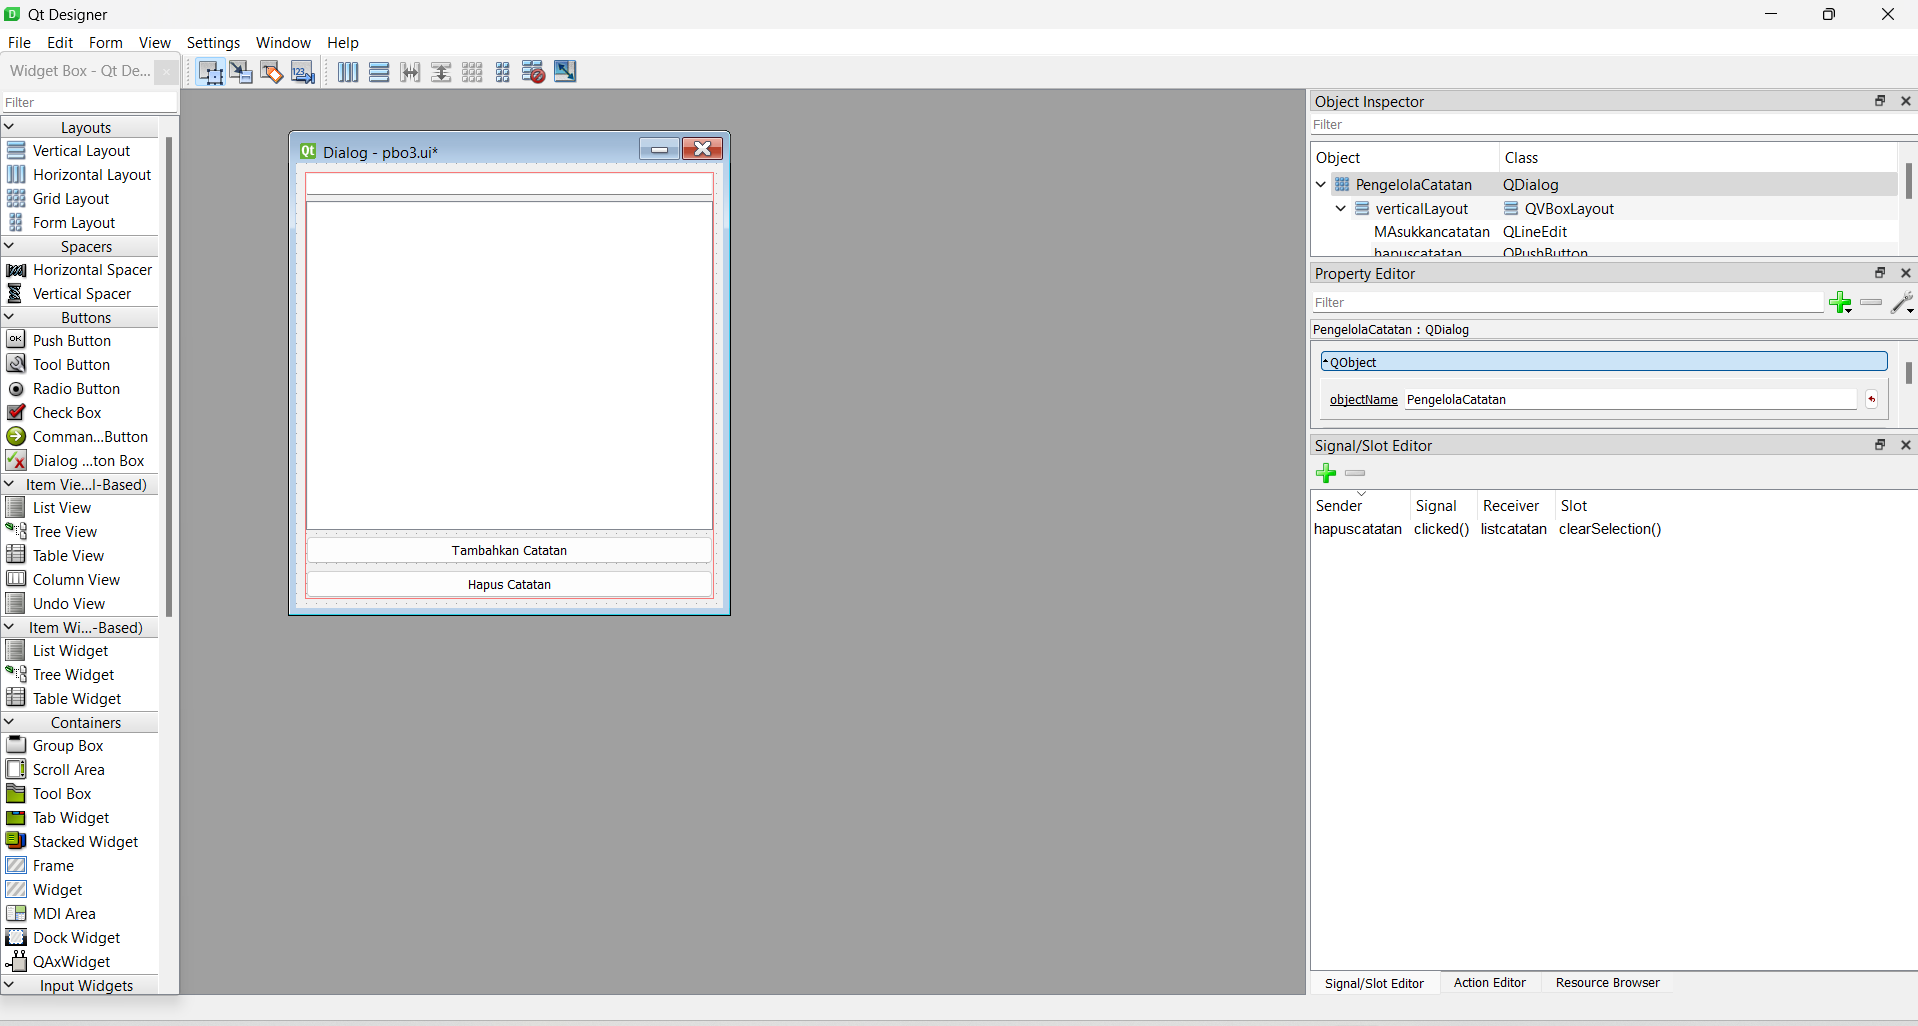 Qt Designer
File Edit Form View Settings Window Help
Widget Box - Qt De...
Filter
Layouts
Vertical Layout
Horizontal Layout
Grid Layout
Form Layout
Spacers
Horizontal Spacer
Vertical Spacer
Buttons
Push Button
Tool Button
Radio Button
Check Box
Comman...Button
Dialog ...ton Box
Item Vie...l-Based)
List View
Tree View
Table View
Column View
Undo View
Item Wi...-Based)
List Widget
Tree Widget
Table Widget
Containers
Group Box
Scroll Area
Tool Box
Tab Widget
Stacked Widget
Frame
Widget
MDI Area
Dock Widget
QAxWidget
Input Widgets
Qt Dialog - pbo3.ui*
Tambahkan Catatan
Hapus Catatan
Object Inspector
Filter
Object Class
PengelolaCatatan QDialog
verticalLayout QVBoxLayout
MAsukkancatatan QLineEdit
hapuscatatan QPushButton
Property Editor
Filter
PengelolaCatatan : QDialog
QObject
objectName PengelolaCatatan
Signal/Slot Editor
Sender Signal Receiver Slot
hapuscatatan clicked() listcatatan clearSelection()
Signal/Slot Editor Action Editor Resource Browser